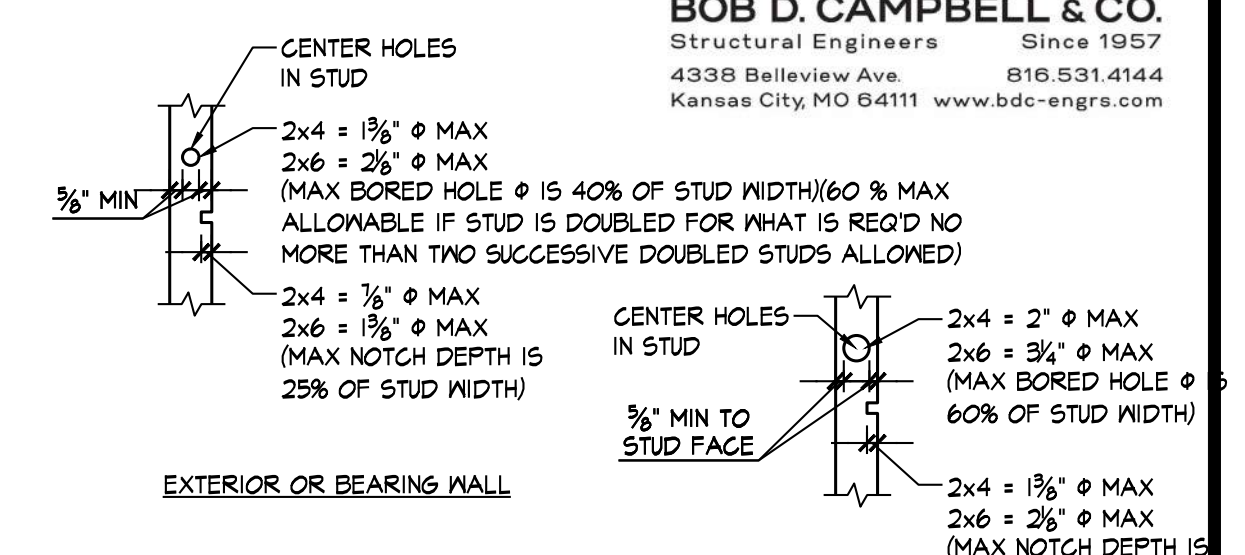 BOB D. CAMPBELL & CO.
Structural Engineers Since 1957
4338 Belleview Ave. 816.531.4144
Kansas City, MO 64111 www.bdc-engrs.com
CENTER HOLES
IN STUD
2x4 = 1⅜" Φ MAX
2x6 = 2⅛" Φ MAX
(MAX BORED HOLE Φ IS 40% OF STUD WIDTH)(60 % MAX
ALLOWABLE IF STUD IS DOUBLED FOR WHAT IS REQ'D NO
MORE THAN TWO SUCCESSIVE DOUBLED STUDS ALLOWED)
⅝" MIN
2x4 = ⅞" Φ MAX
2x6 = 1⅜" Φ MAX
(MAX NOTCH DEPTH IS
25% OF STUD WIDTH)
EXTERIOR OR BEARING WALL
CENTER HOLES
IN STUD
2x4 = 2" Φ MAX
2x6 = 3¼" Φ MAX
(MAX BORED HOLE Φ IS
60% OF STUD WIDTH)
⅝" MIN TO
STUD FACE
2x4 = 1⅜" Φ MAX
2x6 = 2⅛" Φ MAX
(MAX NOTCH DEPTH IS